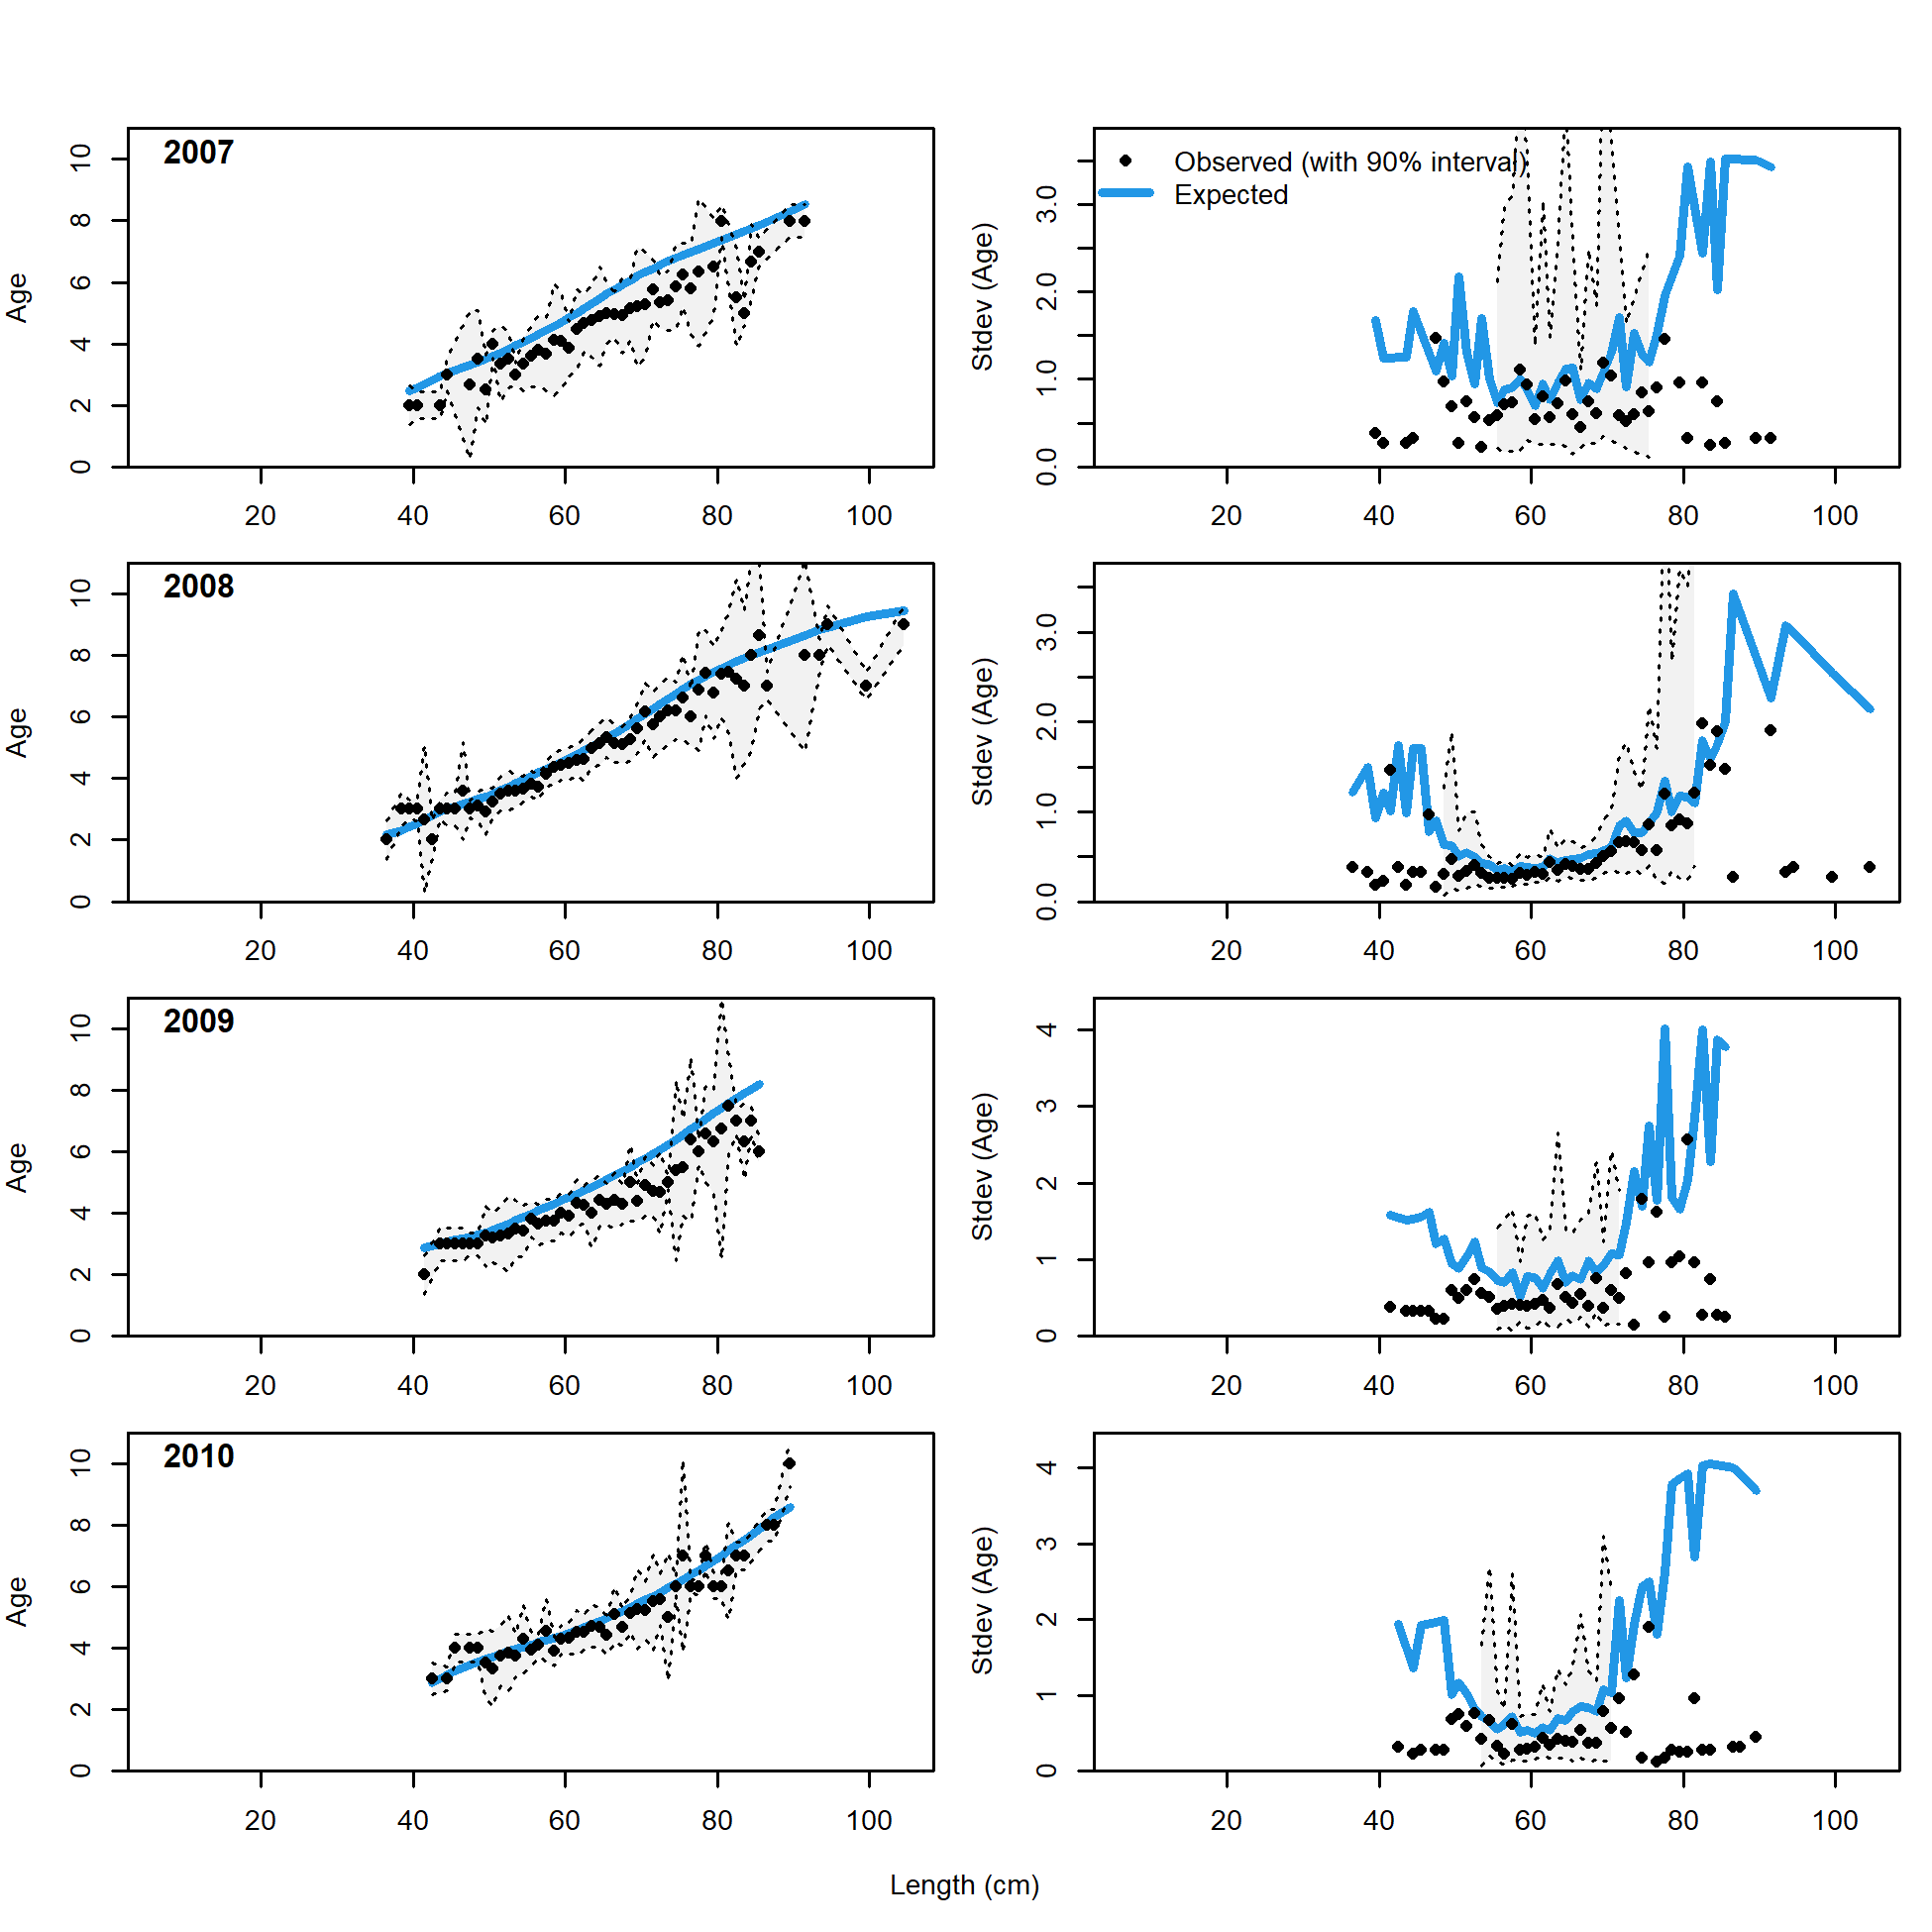 2007
Age
0 2 4 6 8 10
20 40 60 80 100
Observed (with 90% interval)
Expected
Stdev (Age)
0.0 1.0 2.0 3.0
20 40 60 80 100
2008
Age
0 2 4 6 8 10
20 40 60 80 100
Stdev (Age)
0.0 1.0 2.0 3.0
20 40 60 80 100
2009
Age
0 2 4 6 8 10
20 40 60 80 100
Stdev (Age)
0 1 2 3 4
20 40 60 80 100
2010
Age
0 2 4 6 8 10
20 40 60 80 100
Stdev (Age)
0 1 2 3 4
20 40 60 80 100
Length (cm)